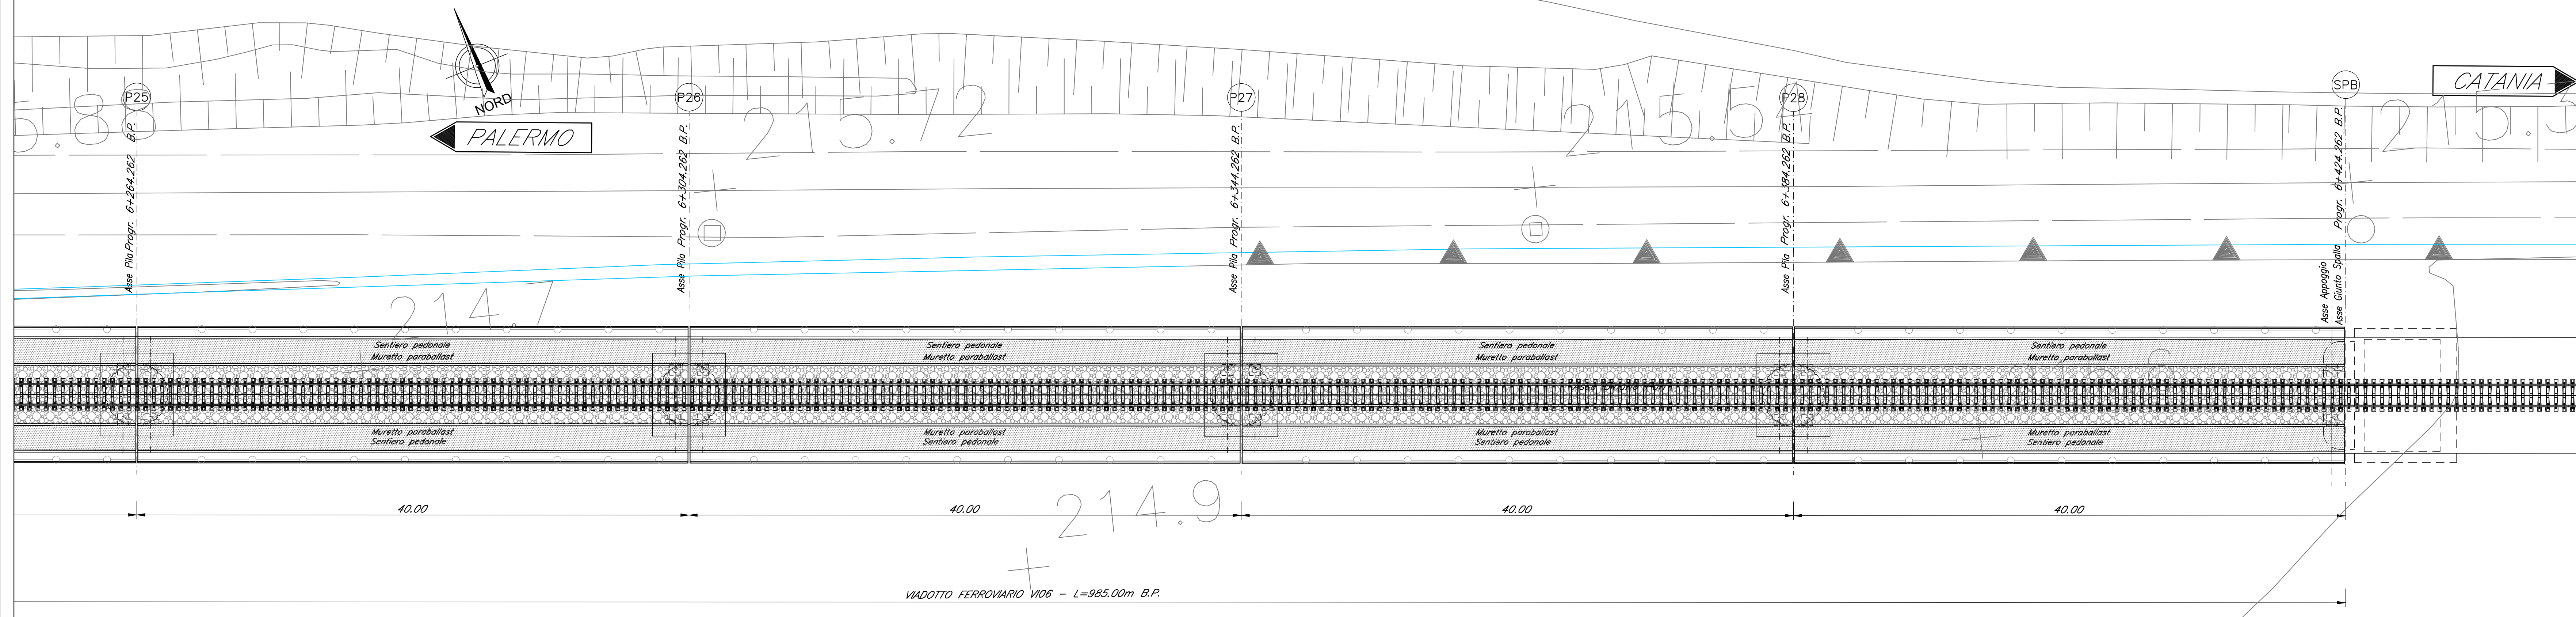 P25
P26
P27
P28
SPB
CATANIA
NORD
PALERMO
215.72
215.54
Asse Pila Progr. 6+264.262 B.P.
Asse Pila Progr. 6+304.262 B.P.
Asse Pila Progr. 6+344.262 B.P.
Asse Pila Progr. 6+384.262 B.P.
Asse Appoggio
Asse Giunto Spalla Progr. 6+424.262 B.P.
214.7
Sentiero pedonale
Muretto paraballast
Sentiero pedonale
Muretto paraballast
Sentiero pedonale
Muretto paraballast
Sentiero pedonale
Muretto paraballast
Muretto paraballast
Sentiero pedonale
Muretto paraballast
Sentiero pedonale
Muretto paraballast
Sentiero pedonale
Muretto paraballast
Sentiero pedonale
40.00
40.00
40.00
40.00
214.9
VIADOTTO FERROVIARIO VI06 - L=985.00m B.P.